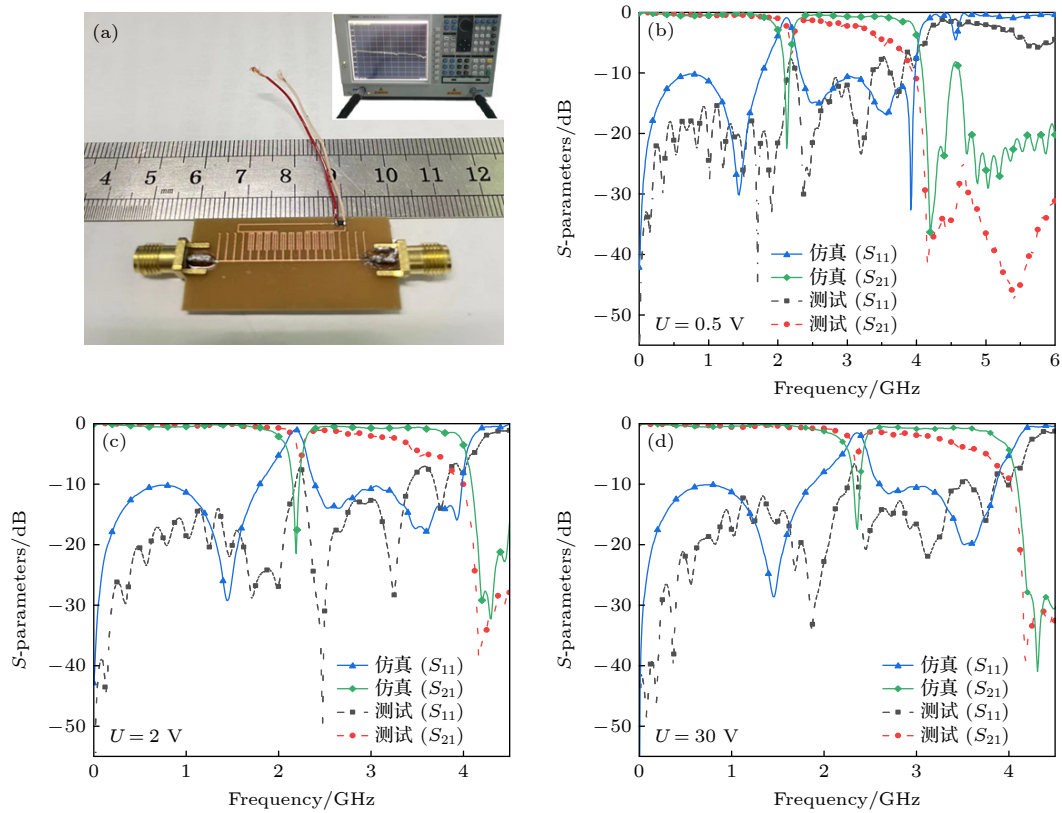 (a)
4 5 6 7 8 9 10 11 12
(b)
S-parameters/dB
0
−10
−20
−30
−40
−50
仿真 (S₁₁)
仿真 (S₂₁)
测试 (S₁₁)
测试 (S₂₁)
U = 0.5 V
0 1 2 3 4 5 6
Frequency/GHz
(c)
S-parameters/dB
0
−10
−20
−30
−40
−50
仿真 (S₁₁)
仿真 (S₂₁)
测试 (S₁₁)
测试 (S₂₁)
U = 2 V
0 1 2 3 4
Frequency/GHz
(d)
S-parameters/dB
0
−10
−20
−30
−40
−50
仿真 (S₁₁)
仿真 (S₂₁)
测试 (S₁₁)
测试 (S₂₁)
U = 30 V
0 1 2 3 4
Frequency/GHz